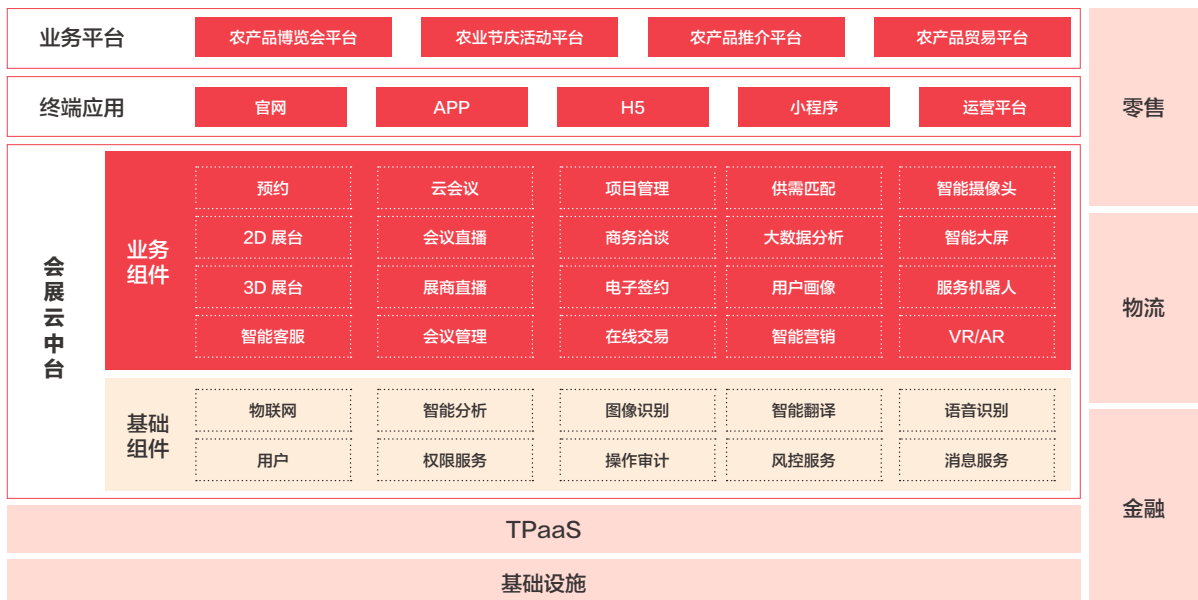 业务平台
农产品博览会平台
农业节庆活动平台
农产品推介平台
农产品贸易平台
终端应用
官网
APP
H5
小程序
运营平台
会
展
云
中
台
业务
组件
预约
云会议
项目管理
供需匹配
智能摄像头
2D 展台
会议直播
商务洽谈
大数据分析
智能大屏
3D 展台
展商直播
电子签约
用户画像
服务机器人
智能客服
会议管理
在线交易
智能营销
VR/AR
基础
组件
物联网
智能分析
图像识别
智能翻译
语音识别
用户
权限服务
操作审计
风控服务
消息服务
TPaaS
基础设施
零售
物流
金融